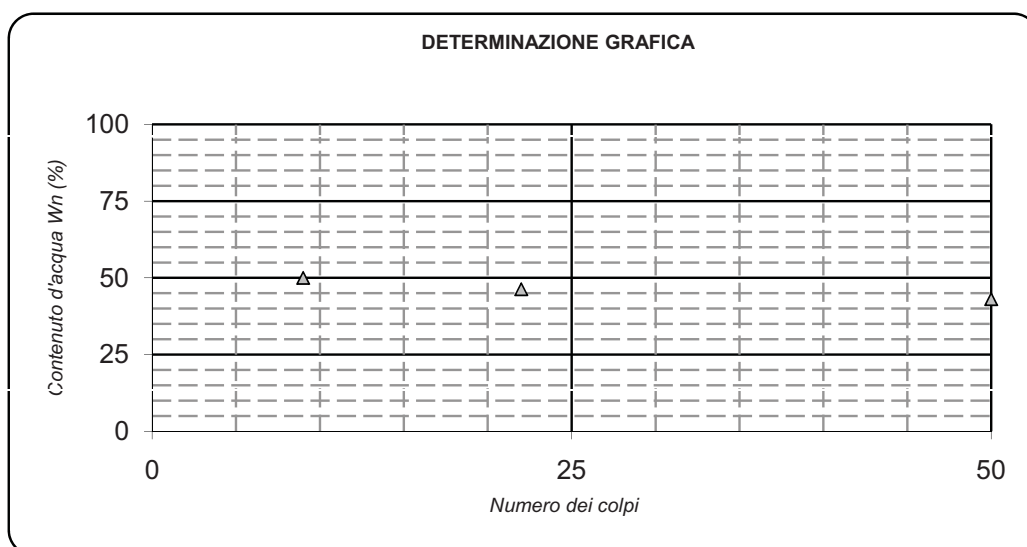 DETERMINAZIONE GRAFICA
100
75
50
25
0
Contenuto d'acqua Wn (%)
0 25 50
Numero dei colpi